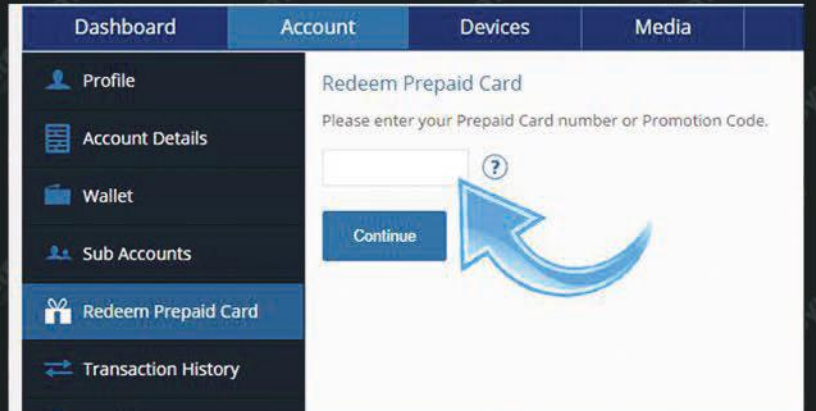 Dashboard
Account
Devices
Media
Profile
Account Details
Wallet
Sub Accounts
Redeem Prepaid Card
Transaction History
Redeem Prepaid Card
Please enter your Prepaid Card number or Promotion Code.
?
Continue